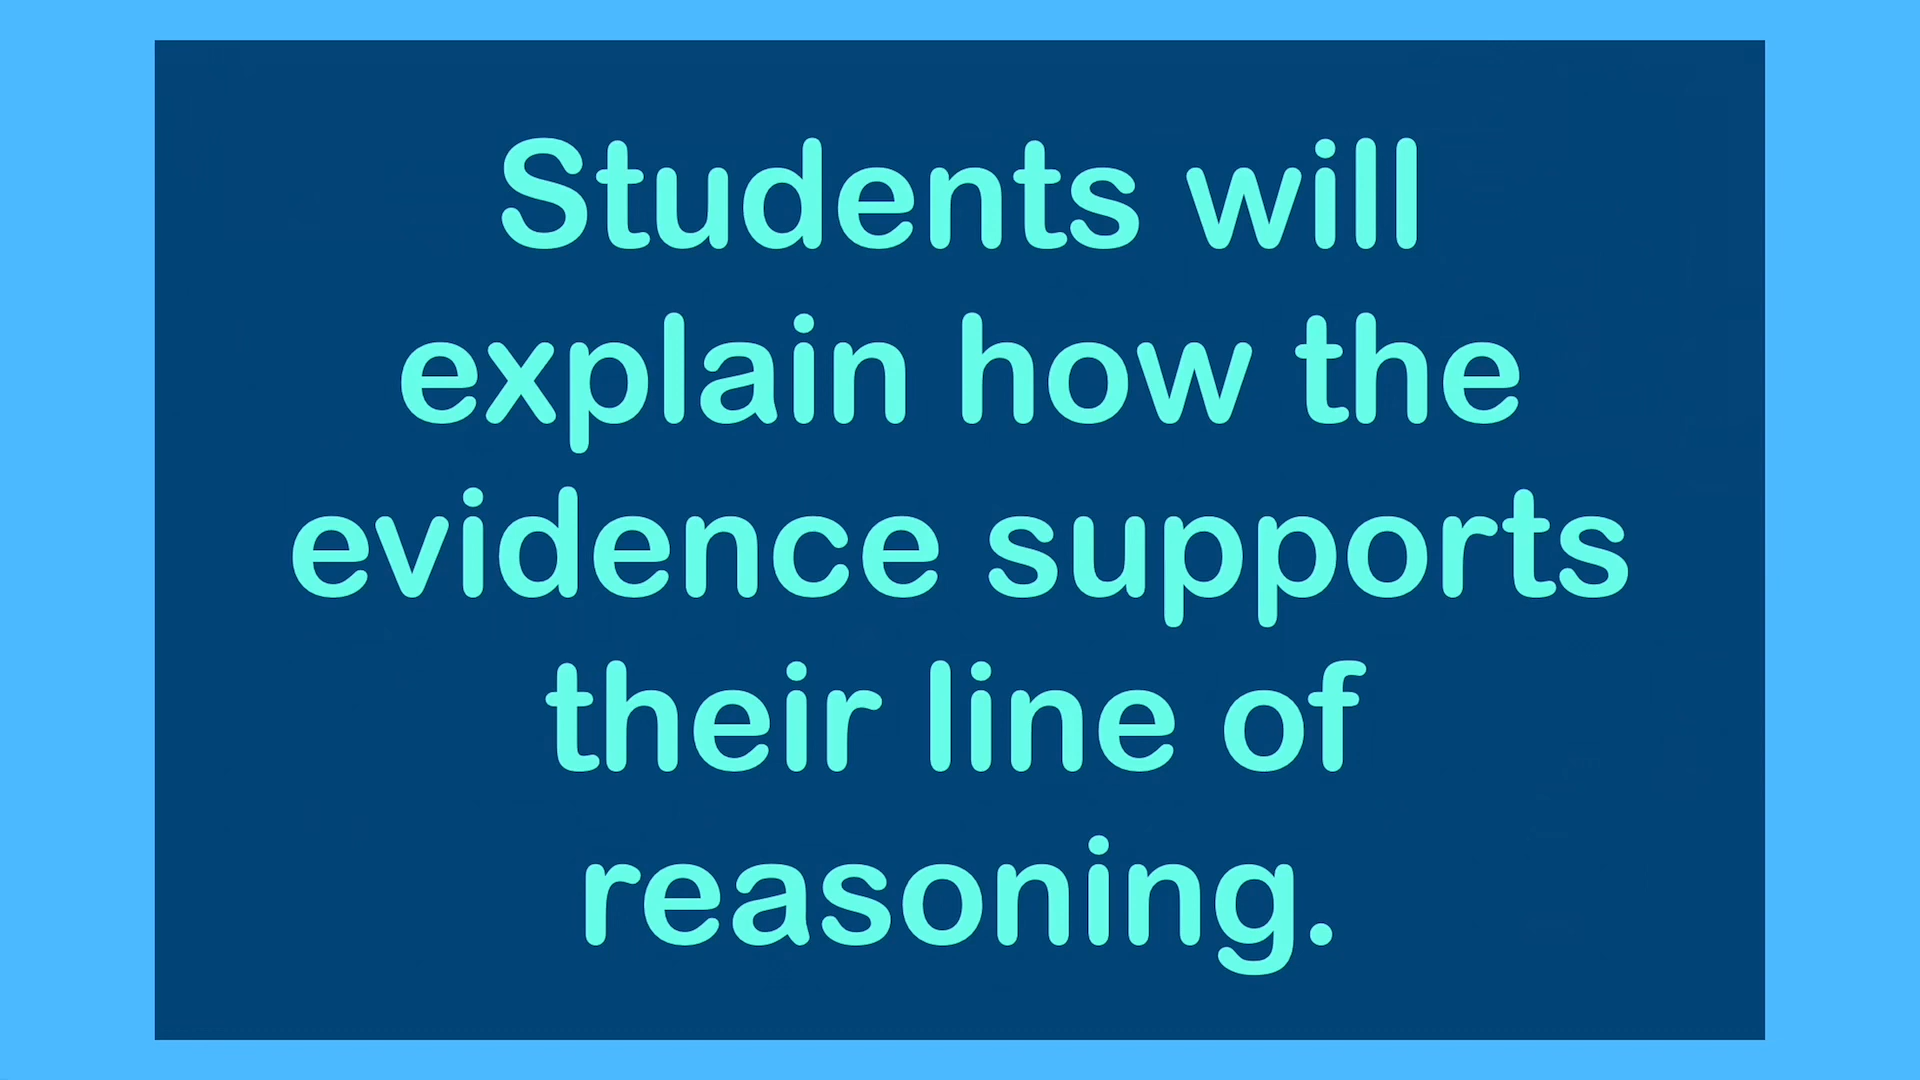 Students will
explain how the
evidence supports
their line of
reasoning.